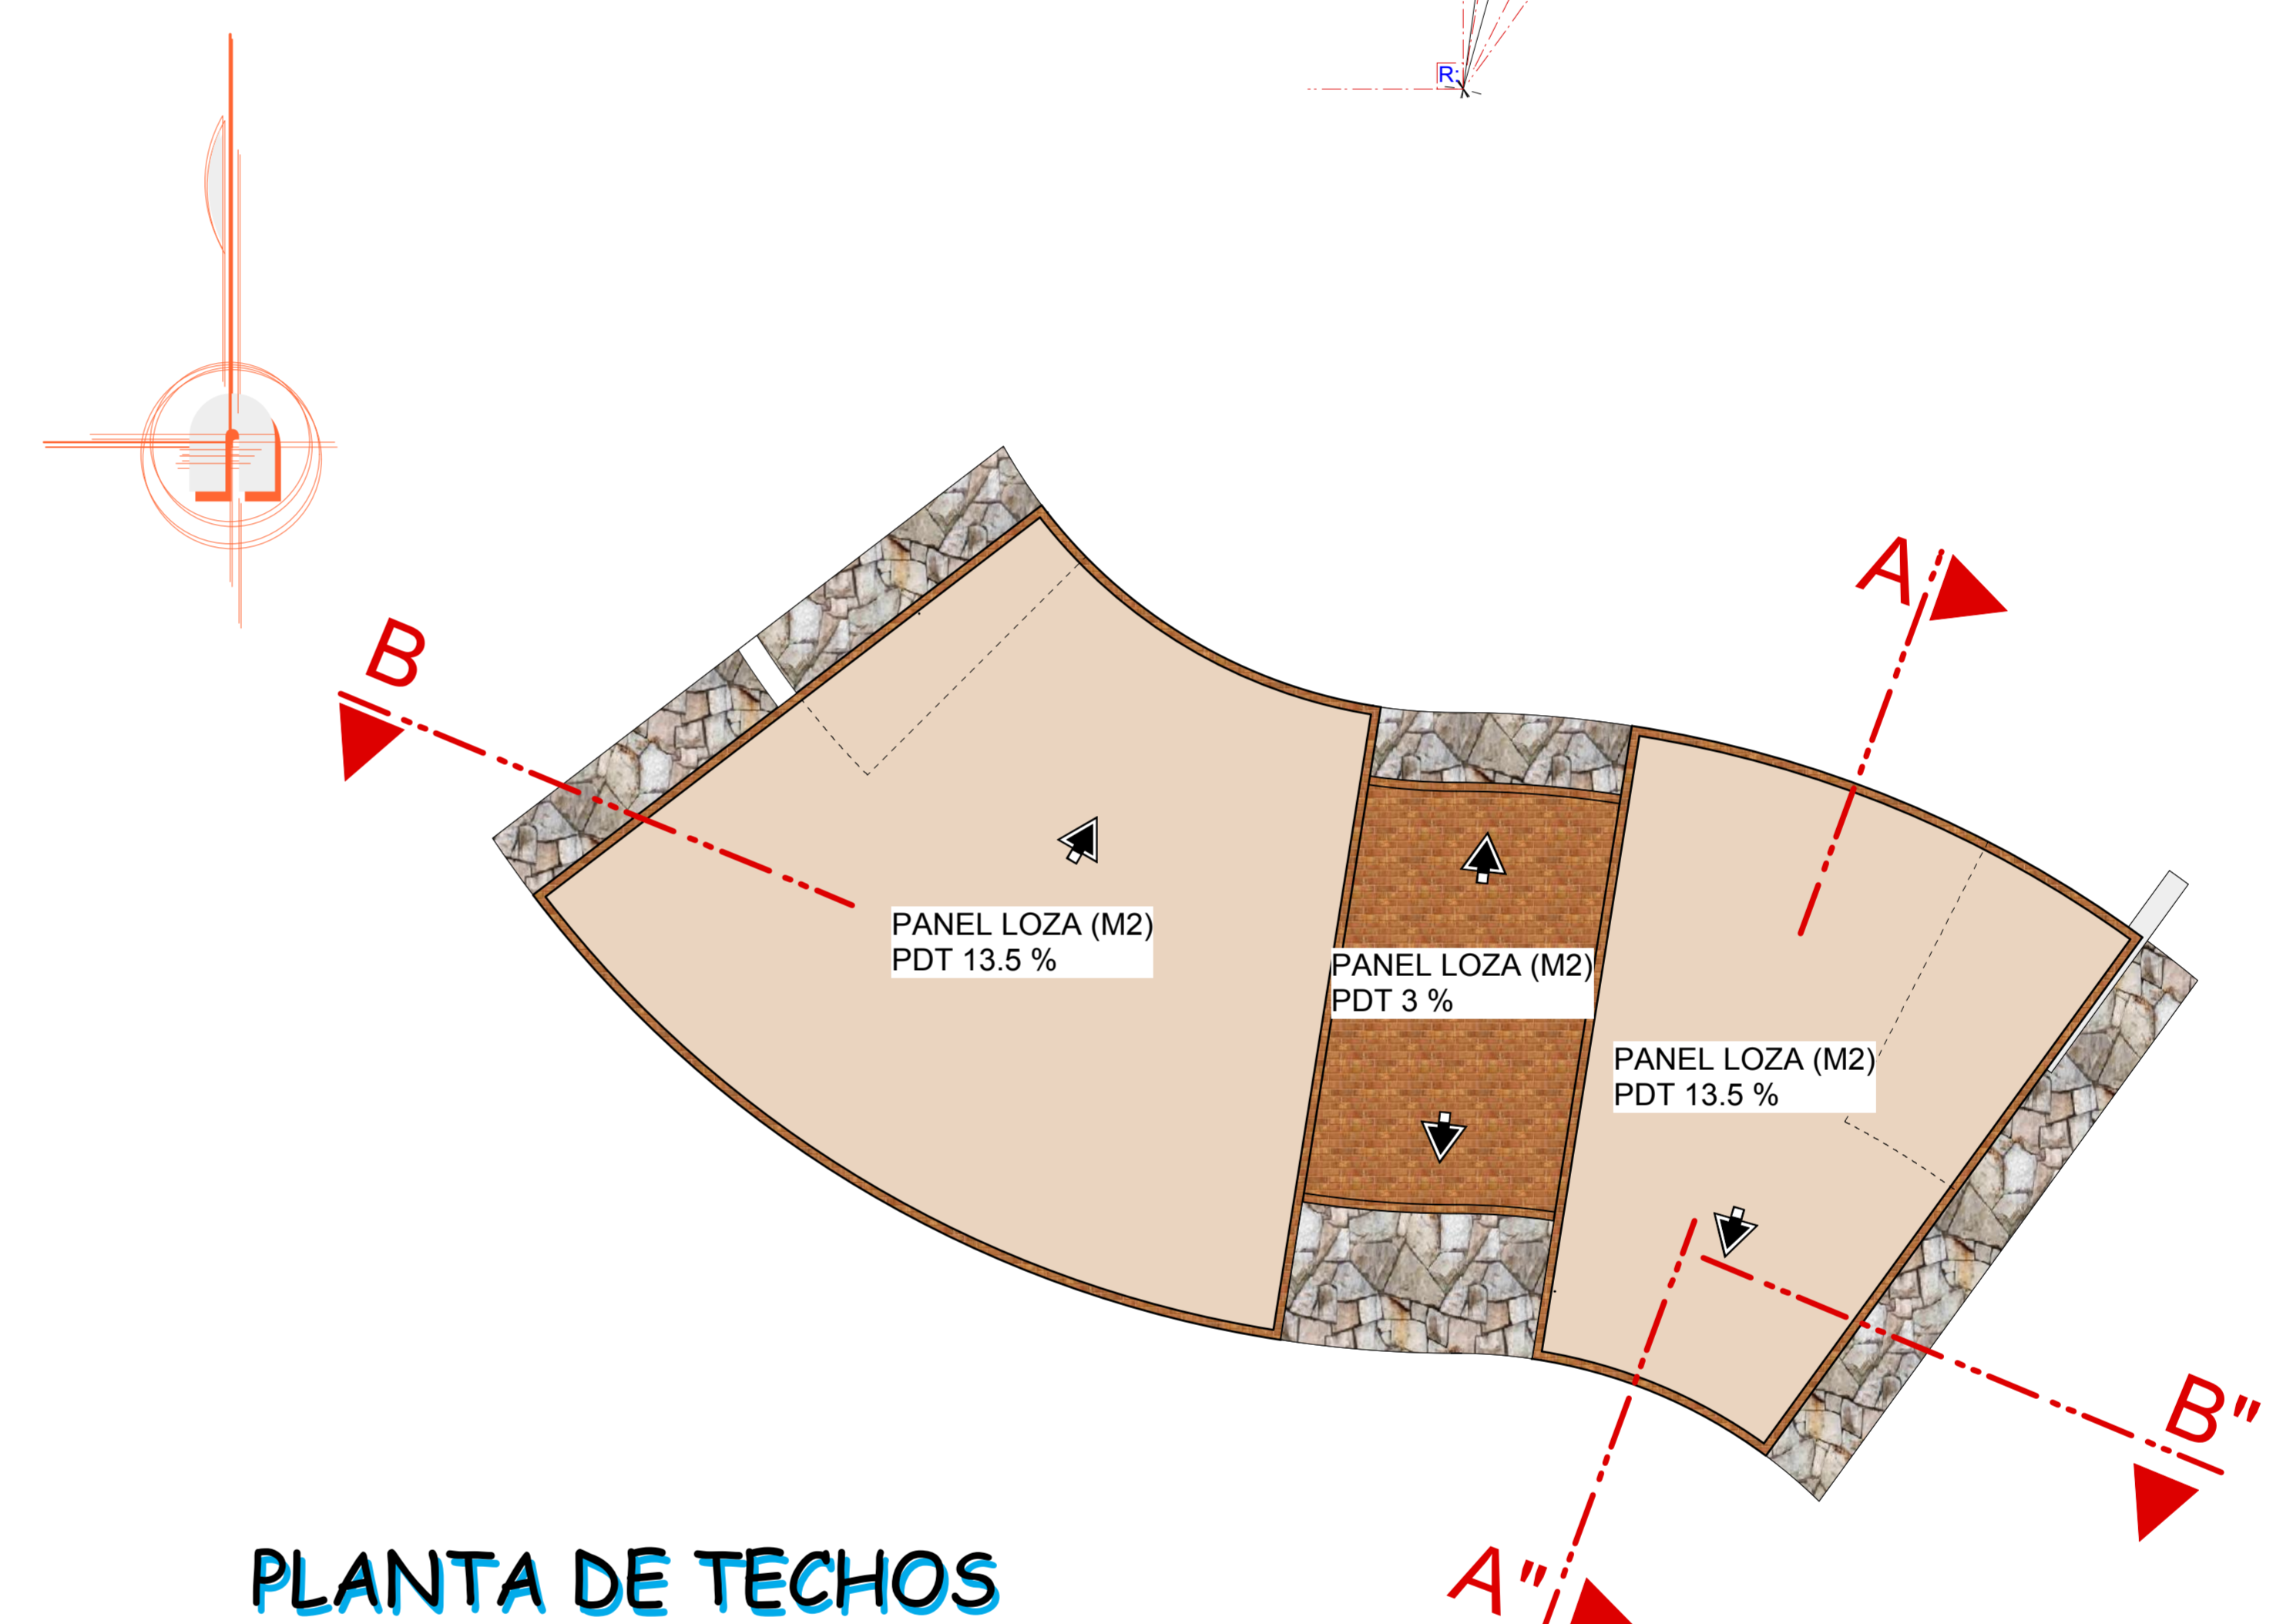 R:
A
B
PANEL LOZA (M2)
PDT 13.5 %
PANEL LOZA (M2)
PDT 3 %
PANEL LOZA (M2)
PDT 13.5 %
B"
A"
PLANTA DE TECHOS